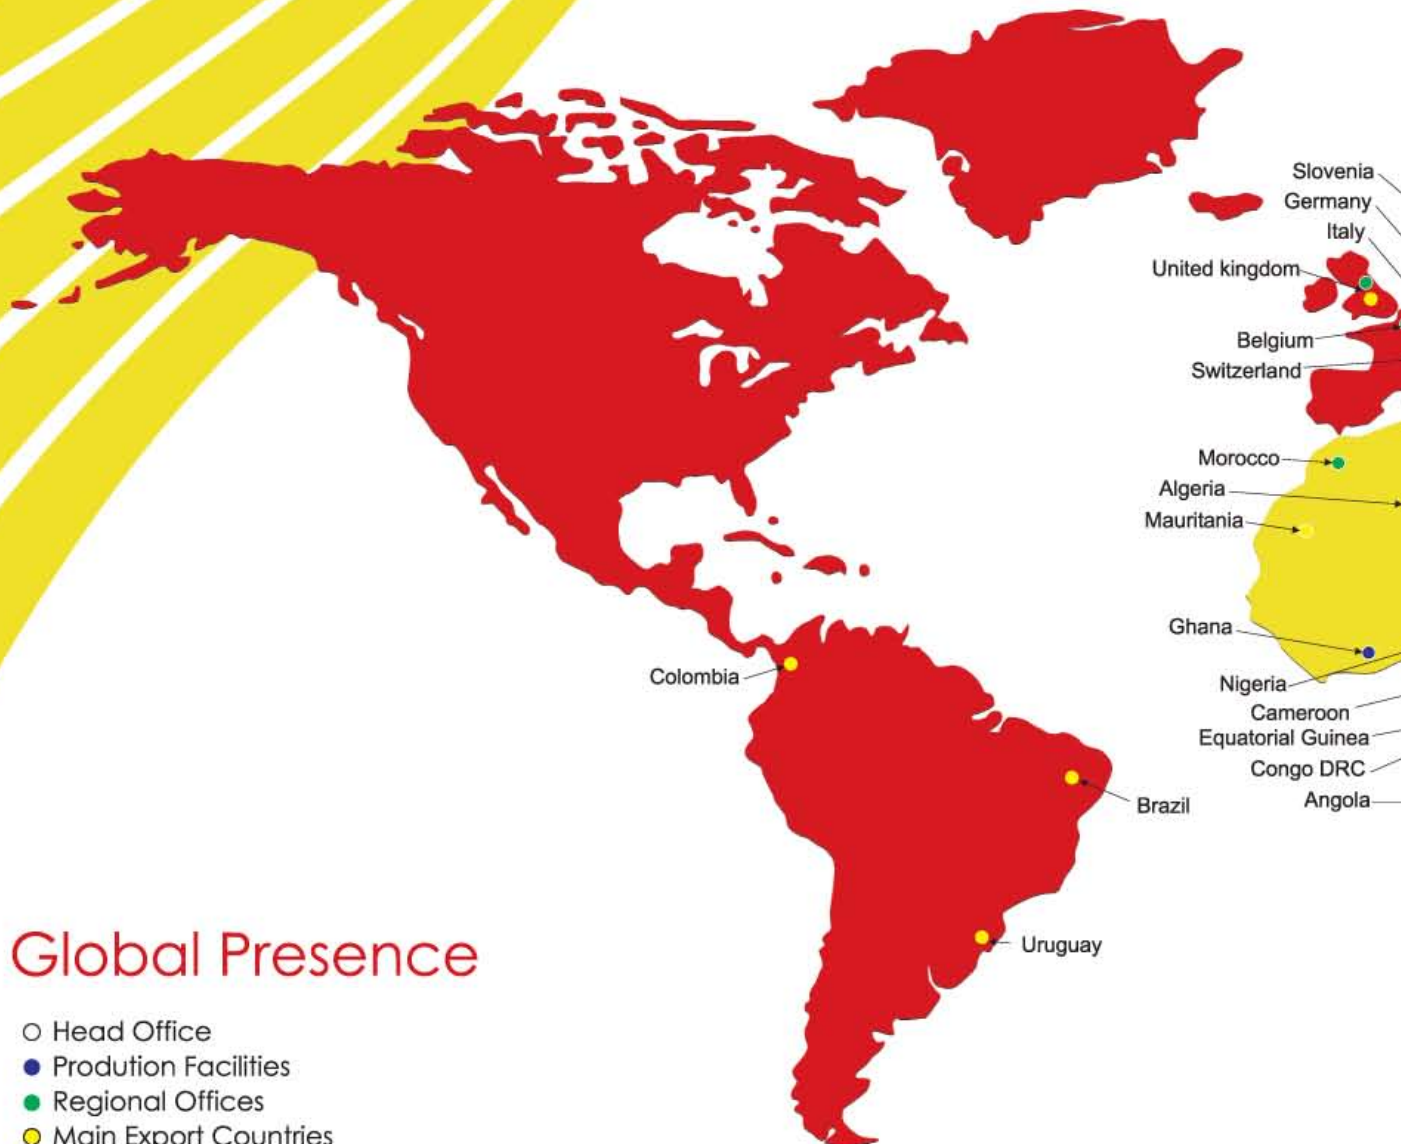 Slovenia
Germany
Italy
United kingdom
Belgium
Switzerland
Morocco
Algeria
Mauritania
Ghana
Nigeria
Cameroon
Equatorial Guinea
Congo DRC
Angola
Colombia
Brazil
Uruguay
Global Presence
Head Office
Prodution Facilities
Regional Offices
Main Export Countries